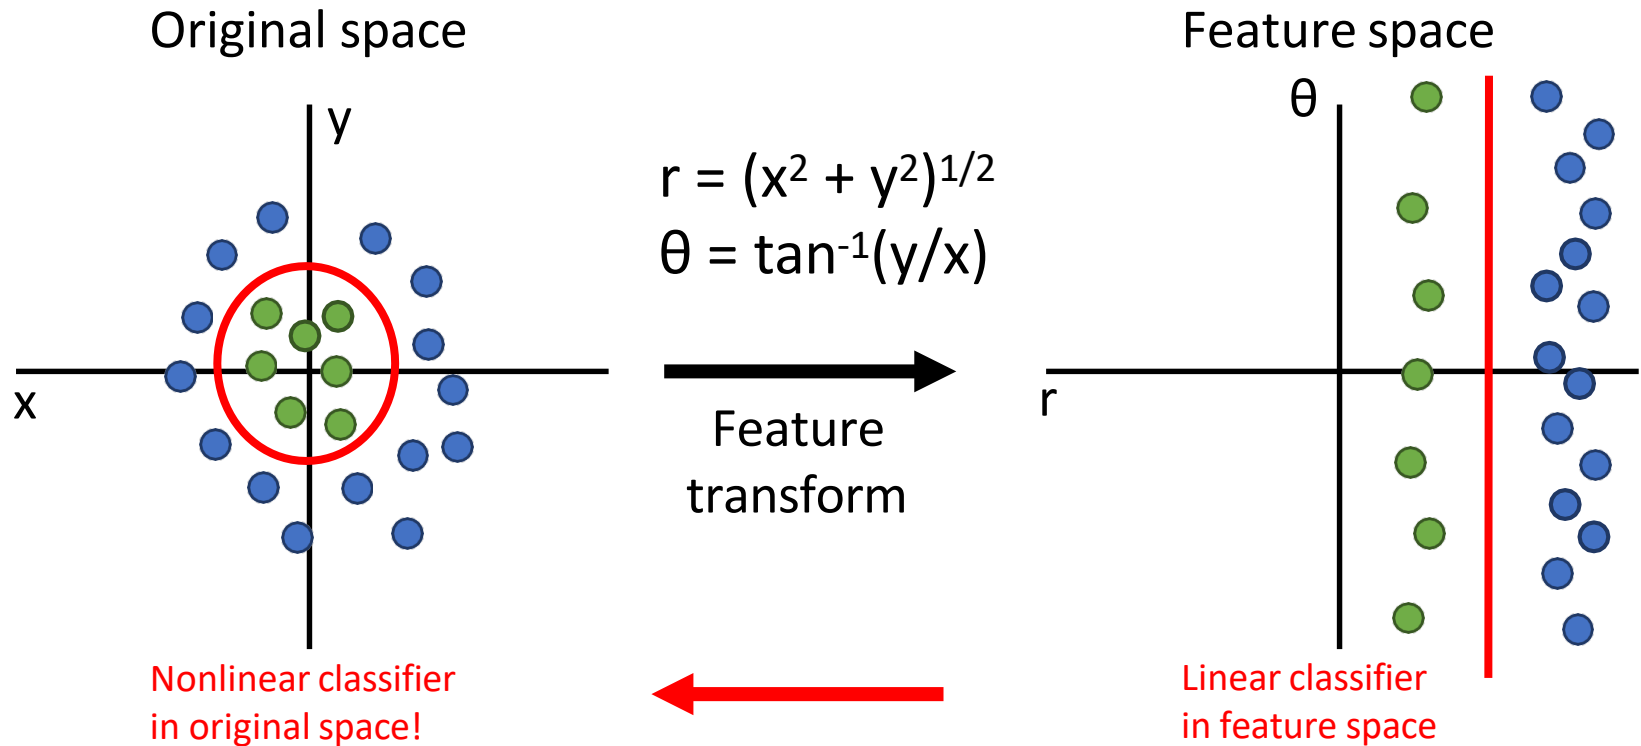 Original space
Feature space
y
θ
r = (x² + y²)¹/²
θ = tan⁻¹(y/x)
x
r
Feature
transform
Nonlinear classifier
in original space!
Linear classifier
in feature space